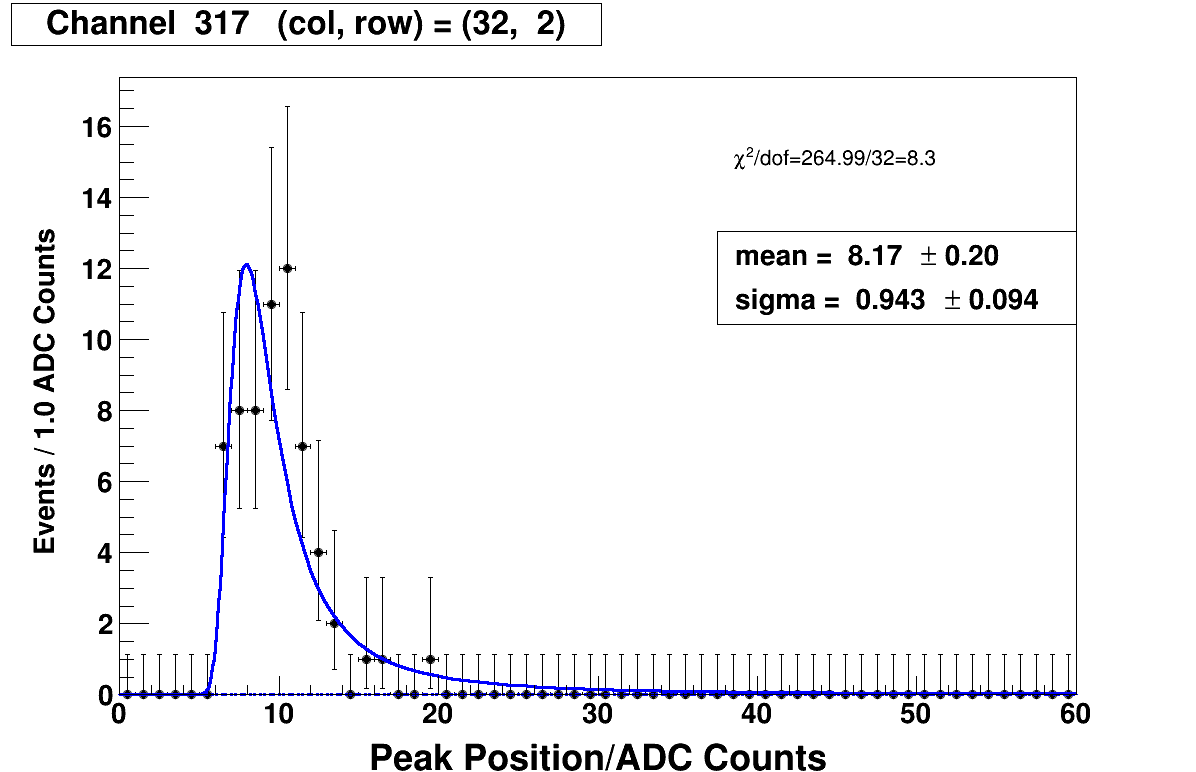 Channel 317 (col, row) = (32, 2)
χ²/dof=264.99/32=8.3
mean = 8.17 ± 0.20
sigma = 0.943 ± 0.094
Events / 1.0 ADC Counts
16
14
12
10
8
6
4
2
0
0 10 20 30 40 50 60
Peak Position/ADC Counts